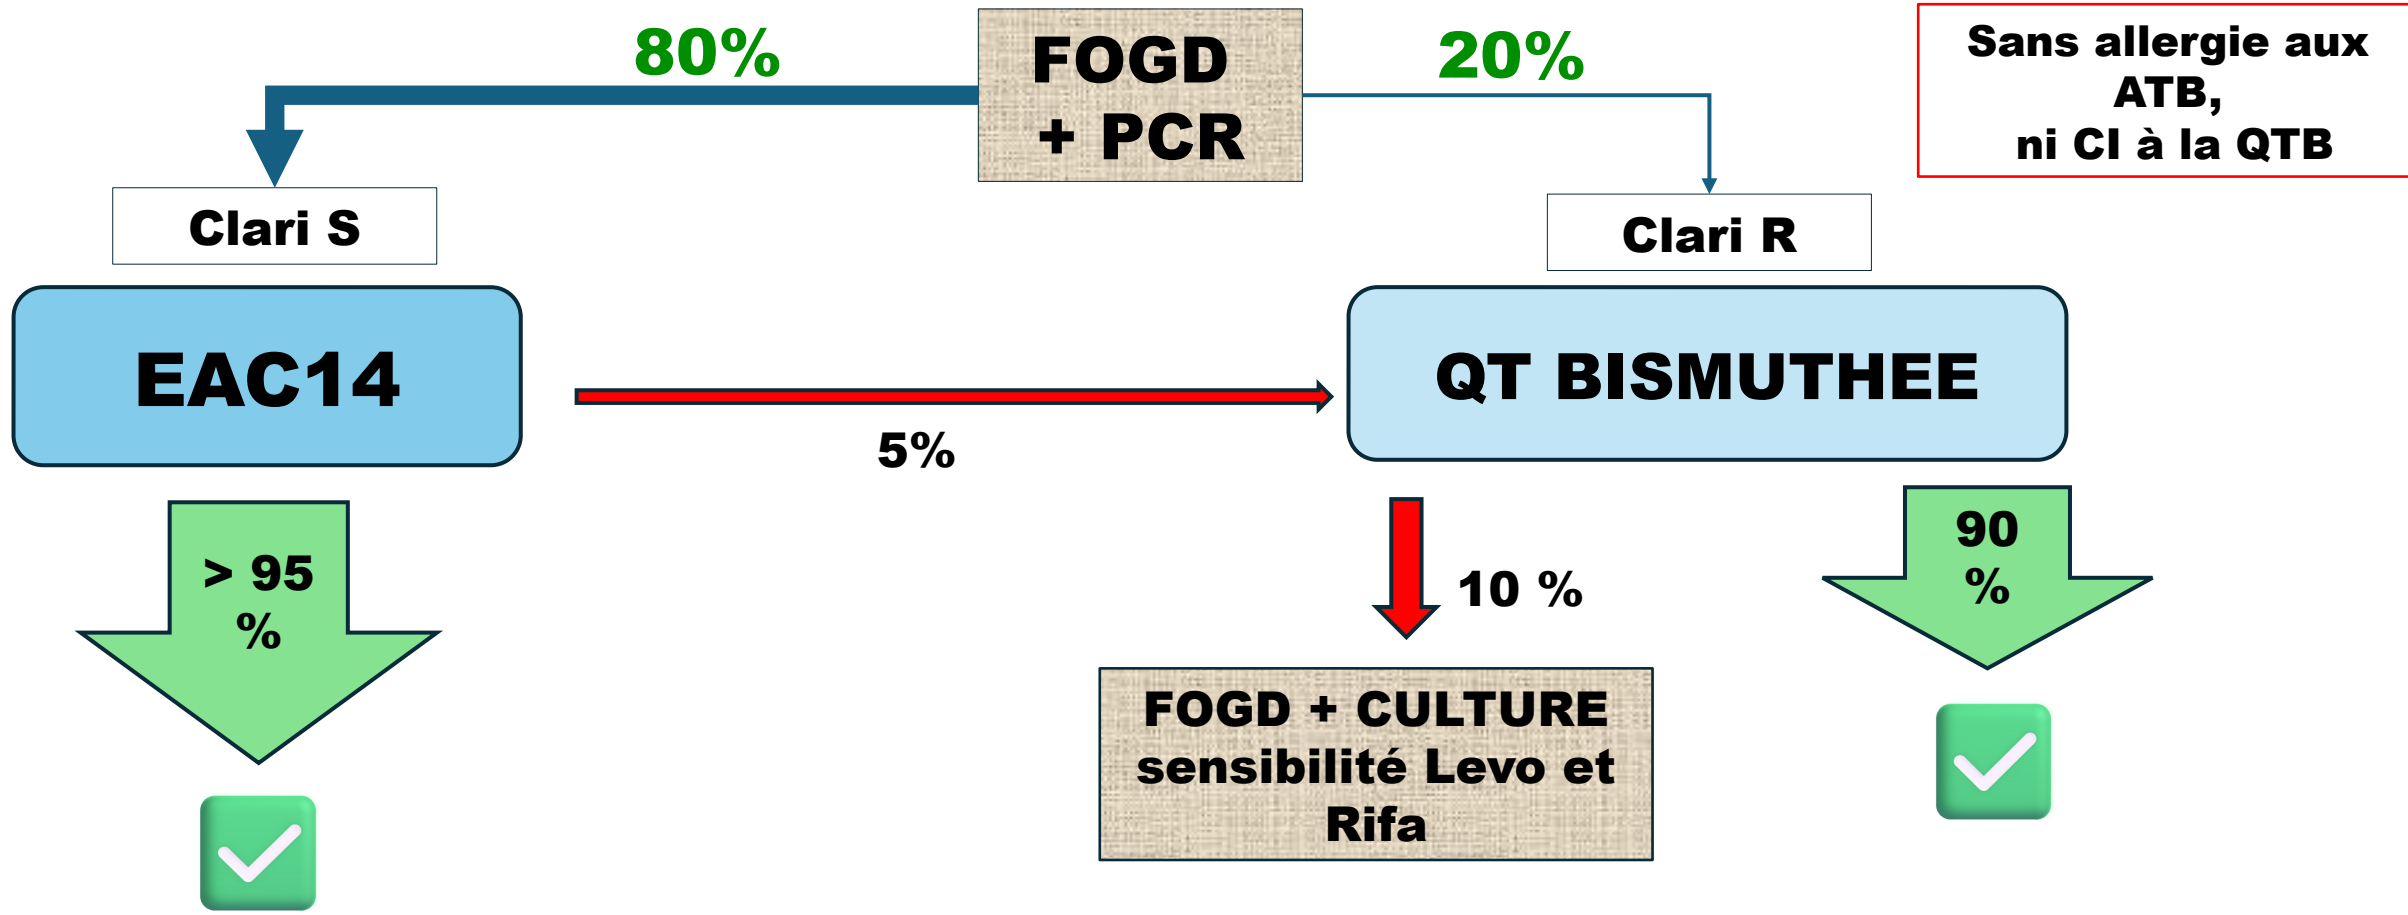 80%
FOGD
+ PCR
20%
Sans allergie aux
ATB,
ni CI à la QTB
Clari S
Clari R
EAC14
QT BISMUTHEE
5%
> 95
%
10 %
90
%
FOGD + CULTURE
sensibilité Levo et
Rifa